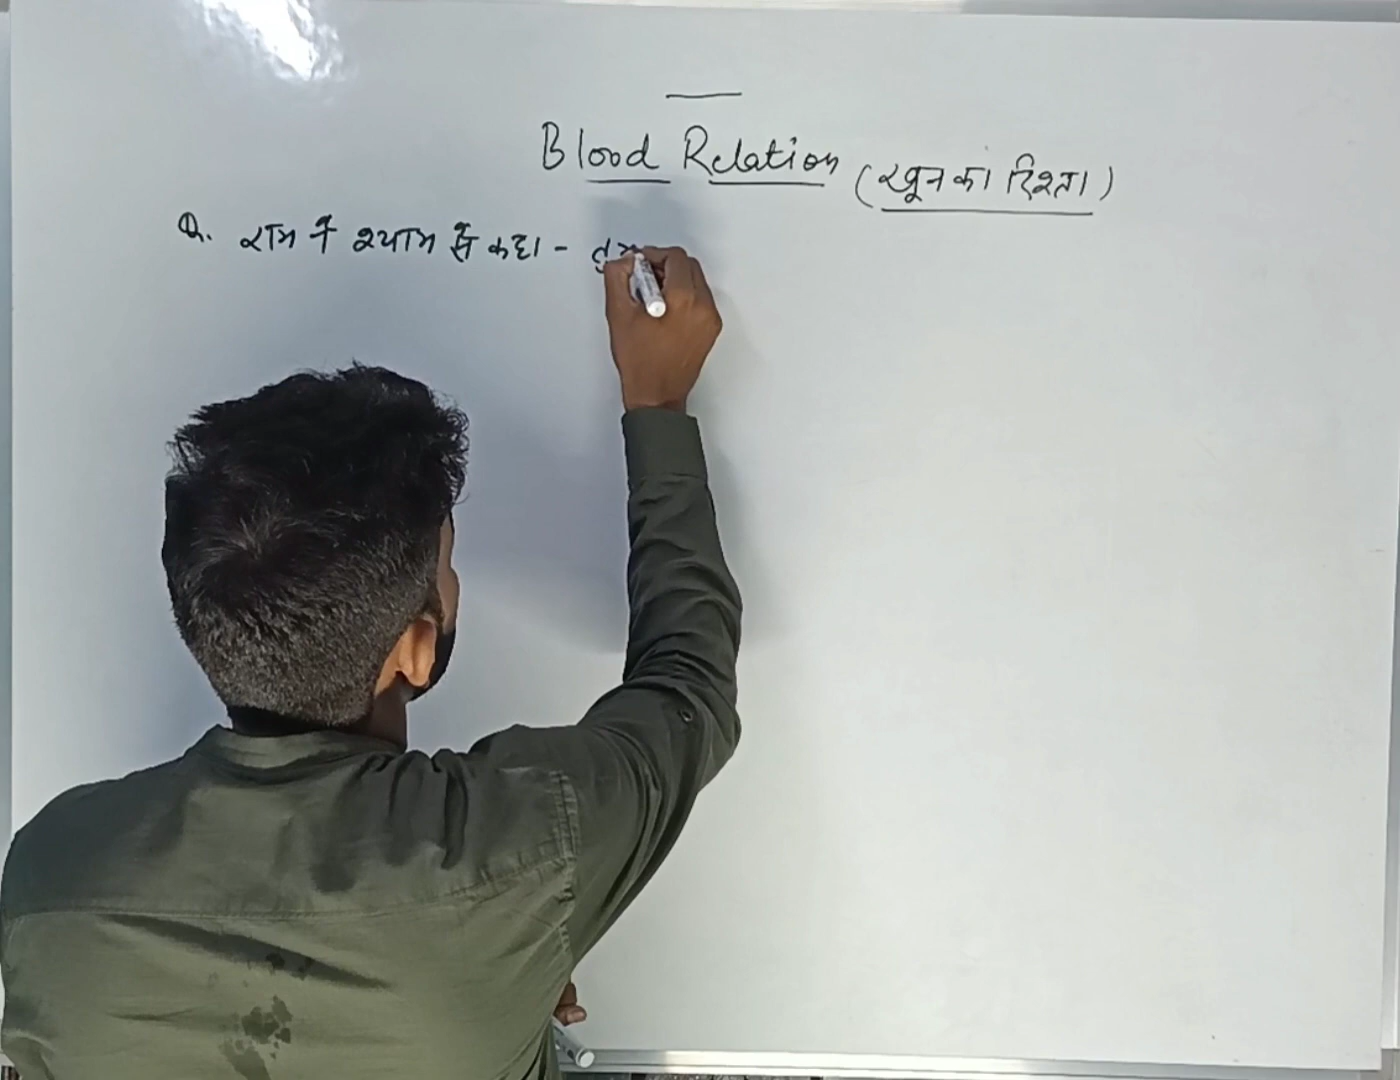 Blood Relation (खून का रिश्ता)
Q. राम ने श्याम से कहा - तुम